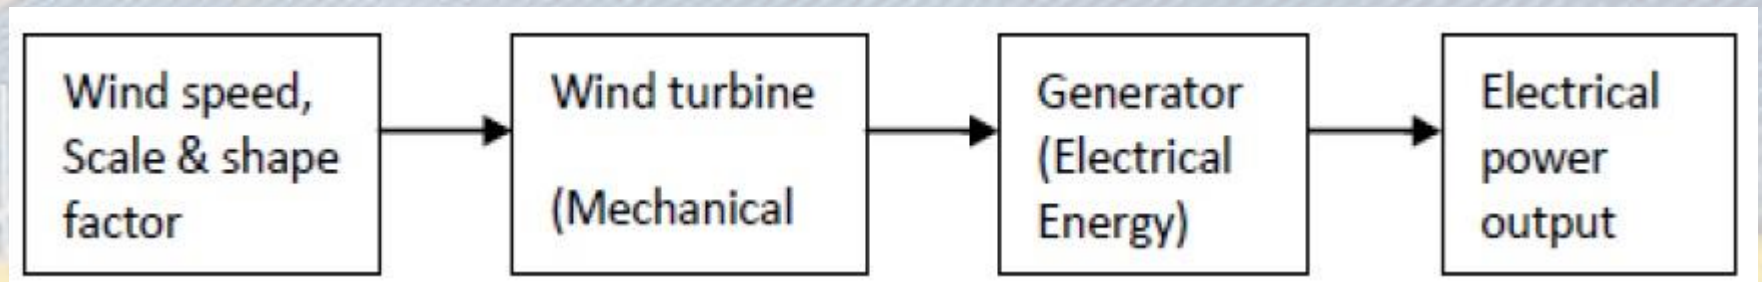 Wind speed,
Scale & shape
factor
Wind turbine
(Mechanical
Generator
(Electrical
Energy)
Electrical
power
output